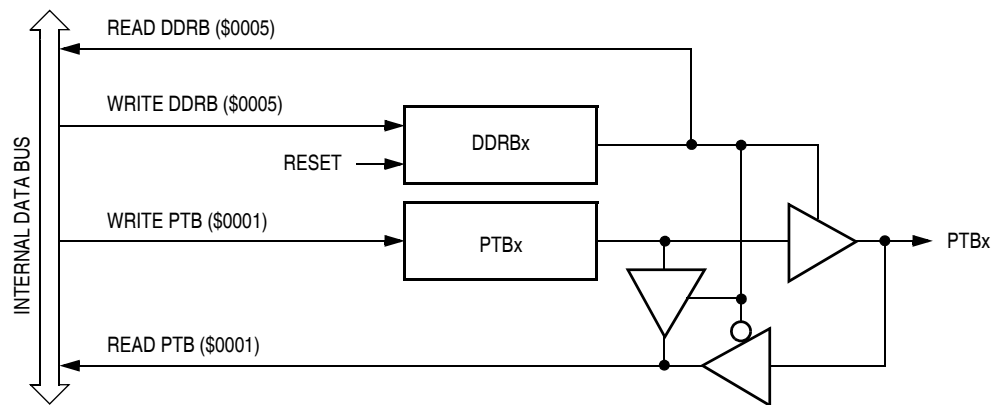 READ DDRB ($0005)
WRITE DDRB ($0005)
DDRBx
RESET
INTERNAL DATA BUS
WRITE PTB ($0001)
PTBx
PTBx
READ PTB ($0001)